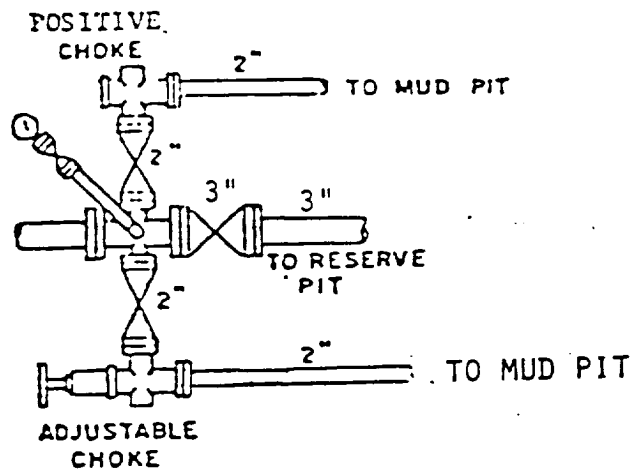 POSITIVE
CHOKE
2"
TO MUD PIT
2"
3"
3"
TO RESERVE
PIT
2"
2"
TO MUD PIT
ADJUSTABLE
CHOKE